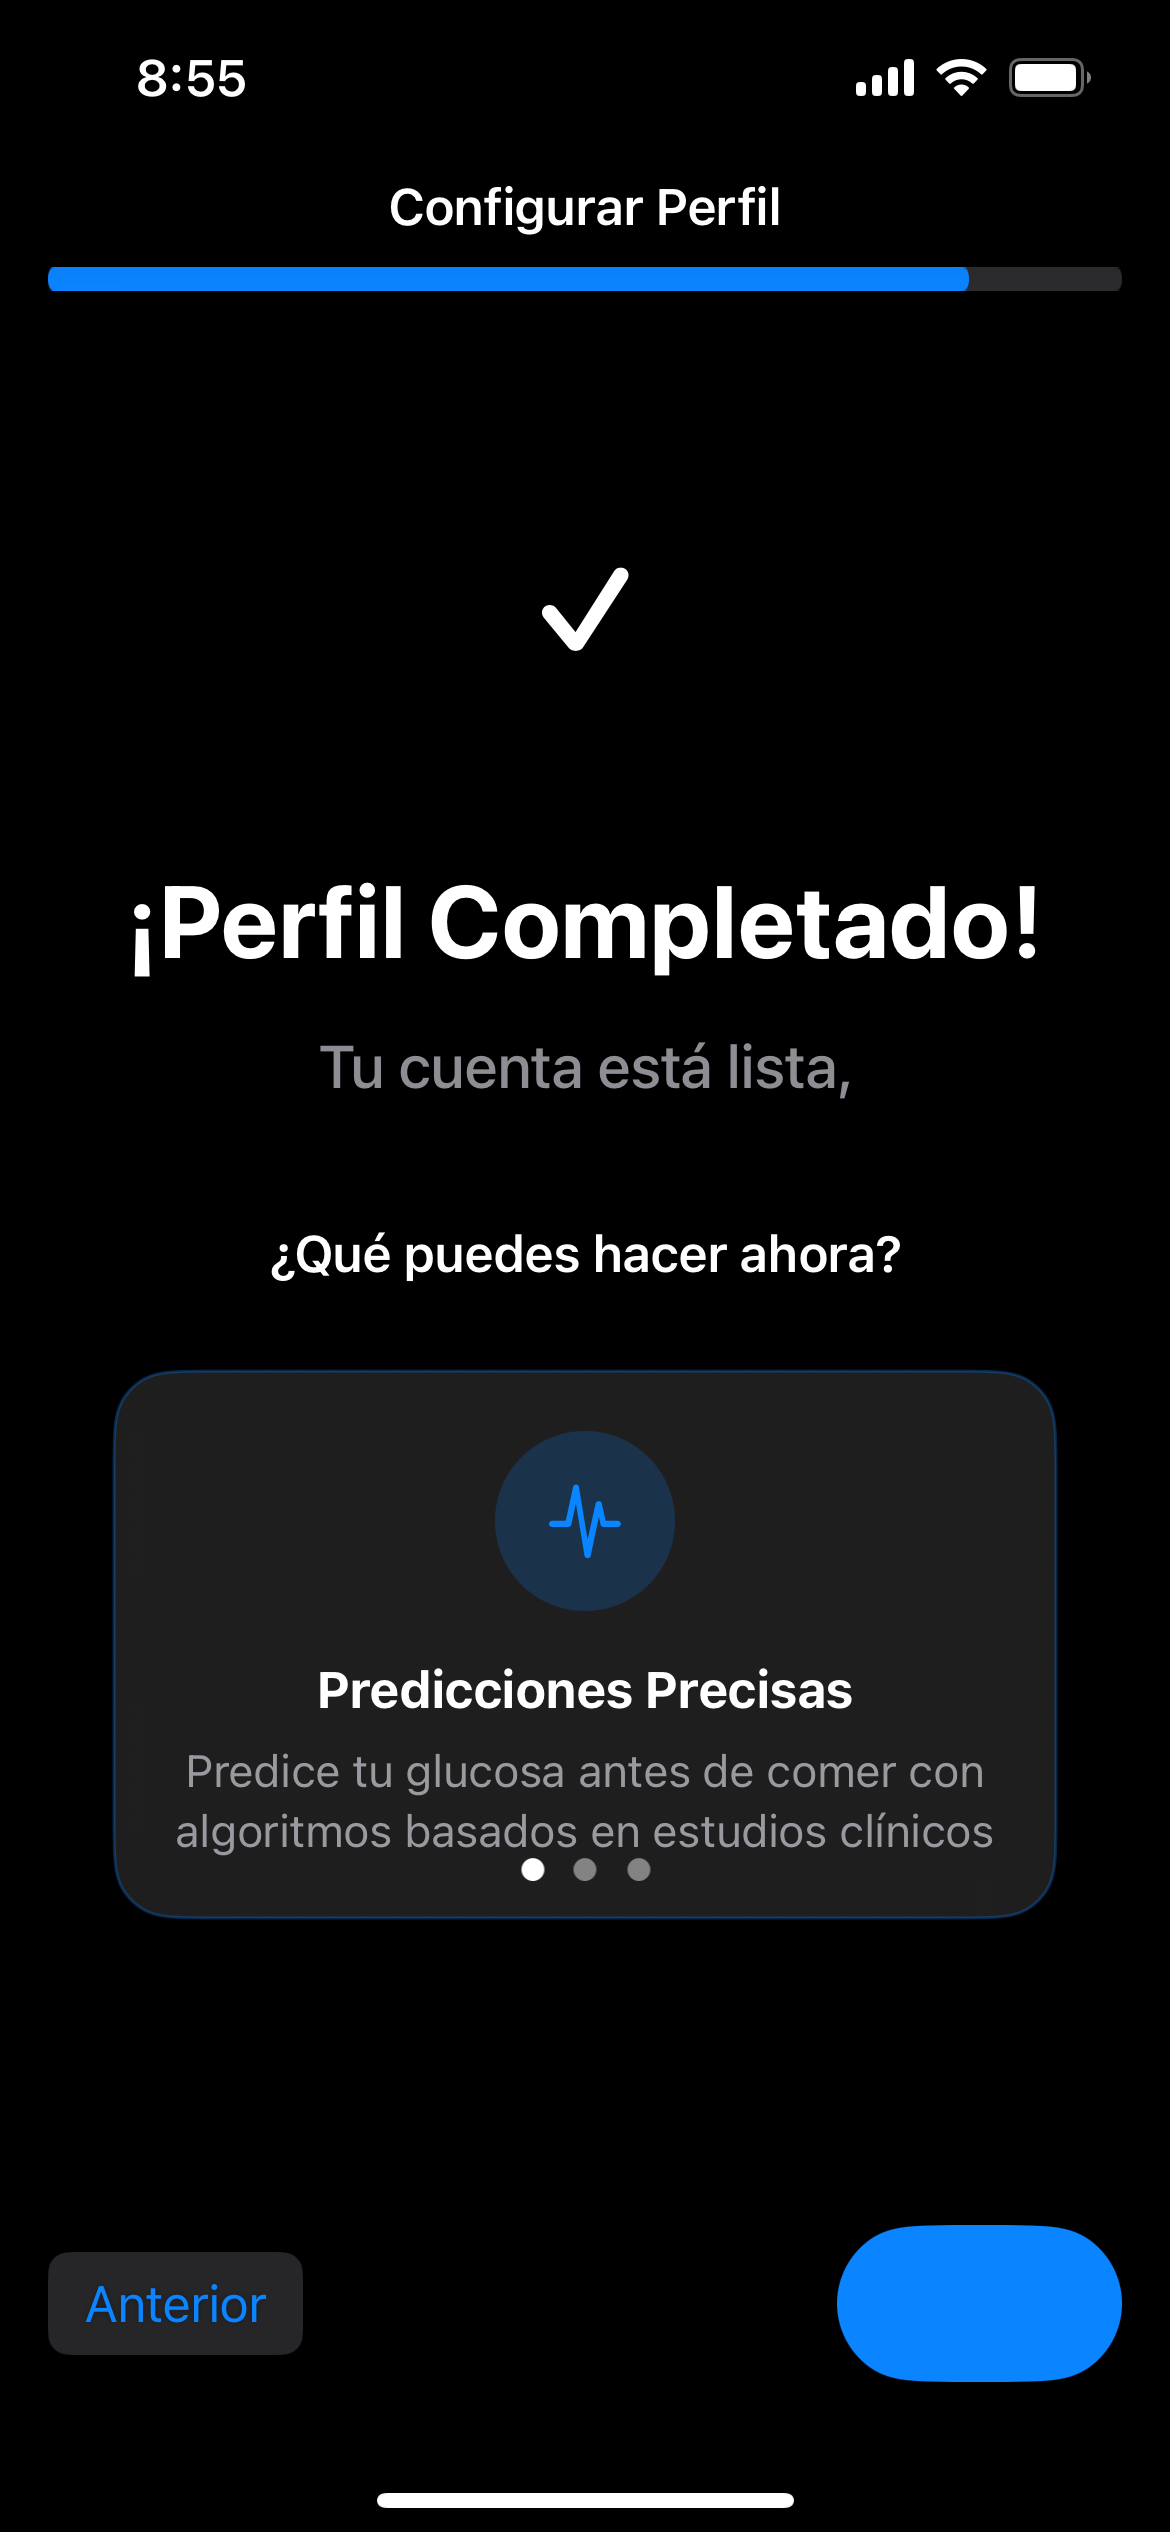 8:55
Configurar Perfil
¡Perfil Completado!
Tu cuenta está lista,
¿Qué puedes hacer ahora?
Predicciones Precisas
Predice tu glucosa antes de comer con
algoritmos basados en estudios clínicos
Anterior